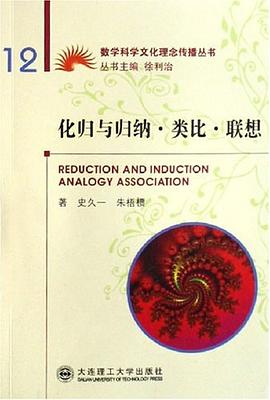 12
数学科学文化理念传播丛书
丛书主编 徐利治
化归与归纳·类比·联想
REDUCTION AND INDUCTION
ANALOGY ASSOCIATION
著 史久一 朱梧槚
大连理工大学出版社
DALIAN UNIVERSITY OF TECHNOLOGY PRESS